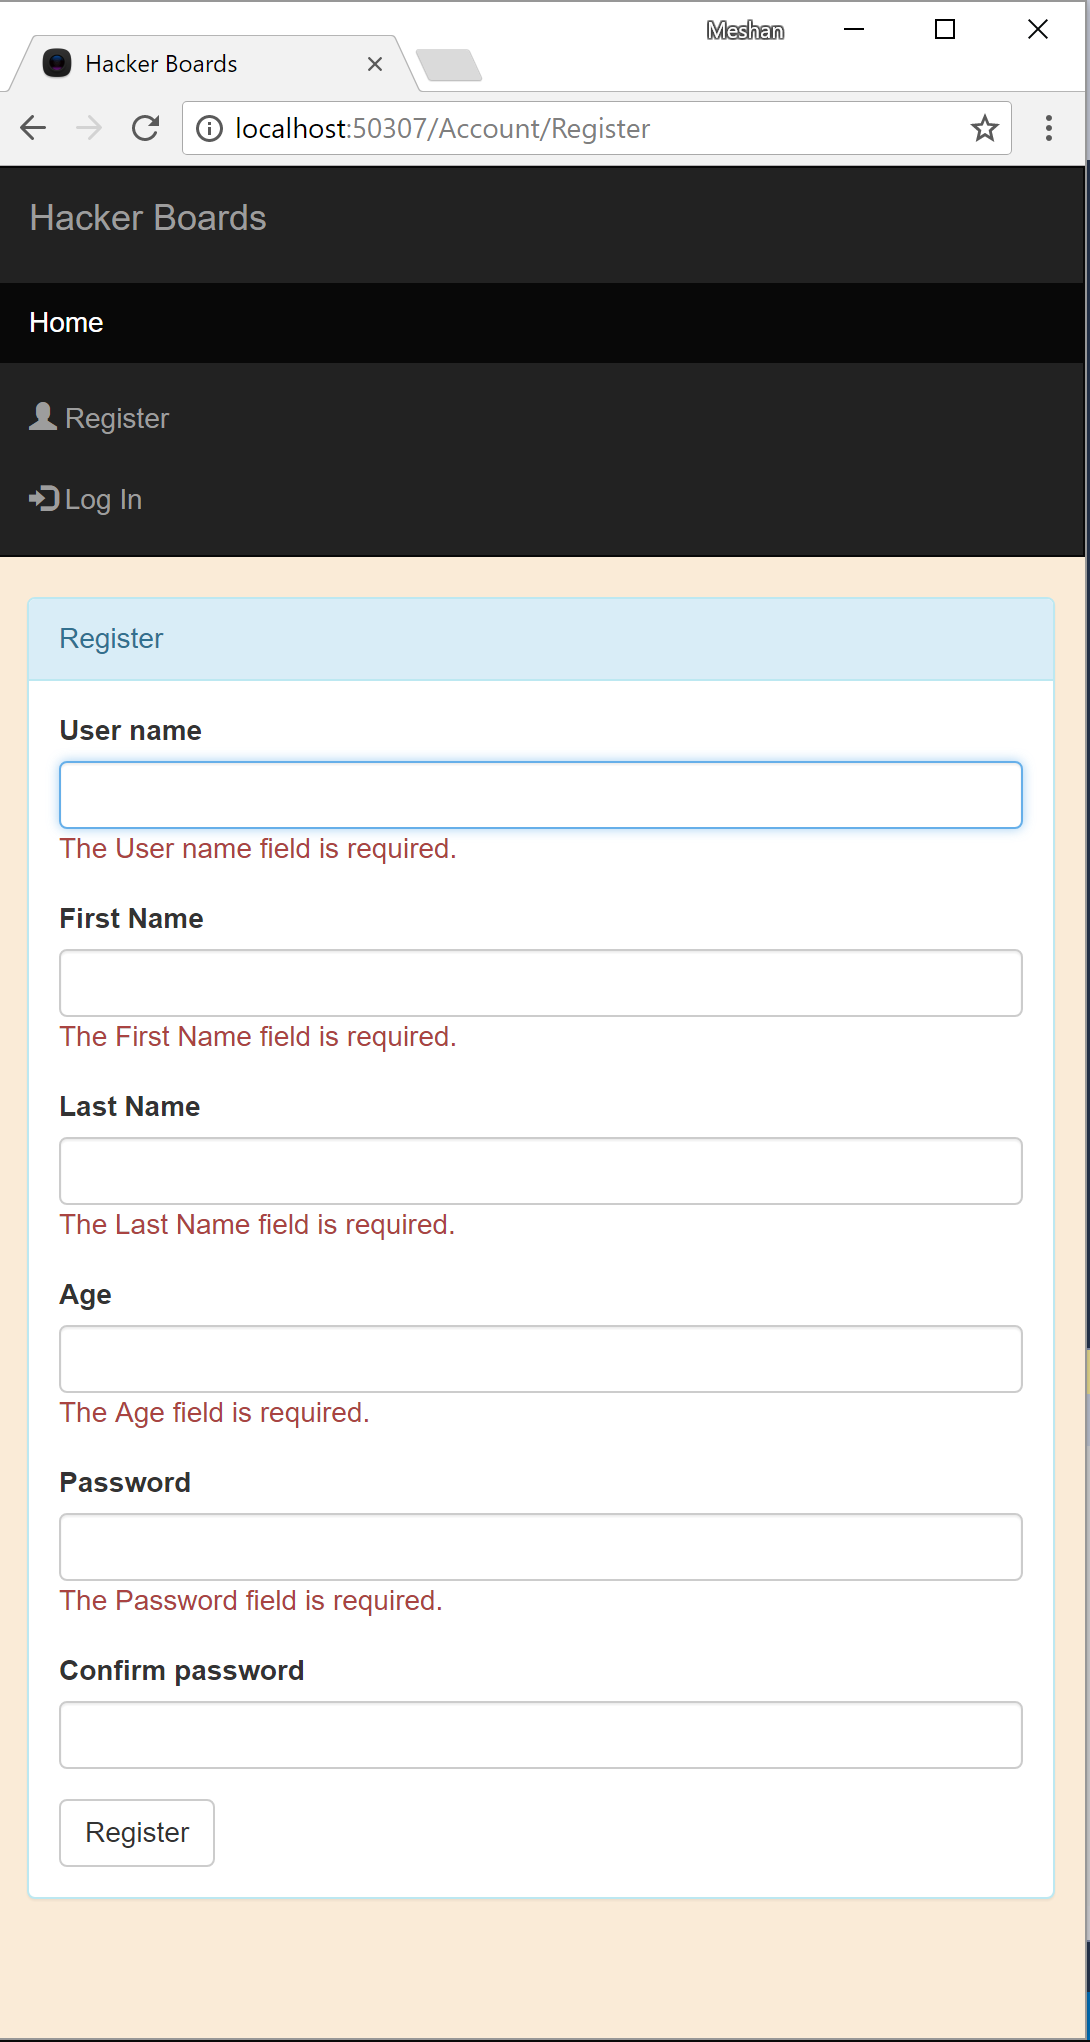 Meshan
Hacker Boards
localhost:50307/Account/Register
Hacker Boards
Home
Register
Log In
Register
User name
The User name field is required.
First Name
The First Name field is required.
Last Name
The Last Name field is required.
Age
The Age field is required.
Password
The Password field is required.
Confirm password
Register